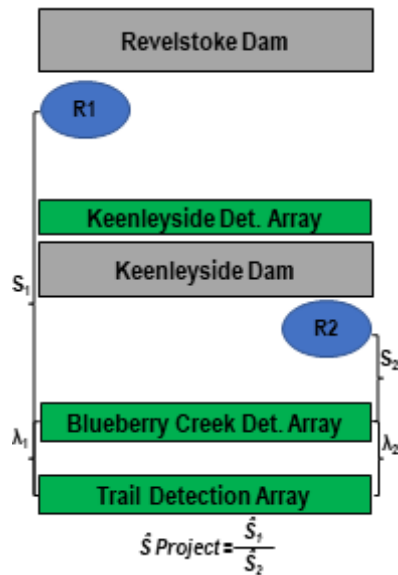 Revelstoke Dam
R1
Keenleyside Det. Array
S₁
Keenleyside Dam
R2
S₂
Blueberry Creek Det. Array
λ₁
λ₂
Trail Detection Array
Ŝ Project = Ŝ₁ / Ŝ₂